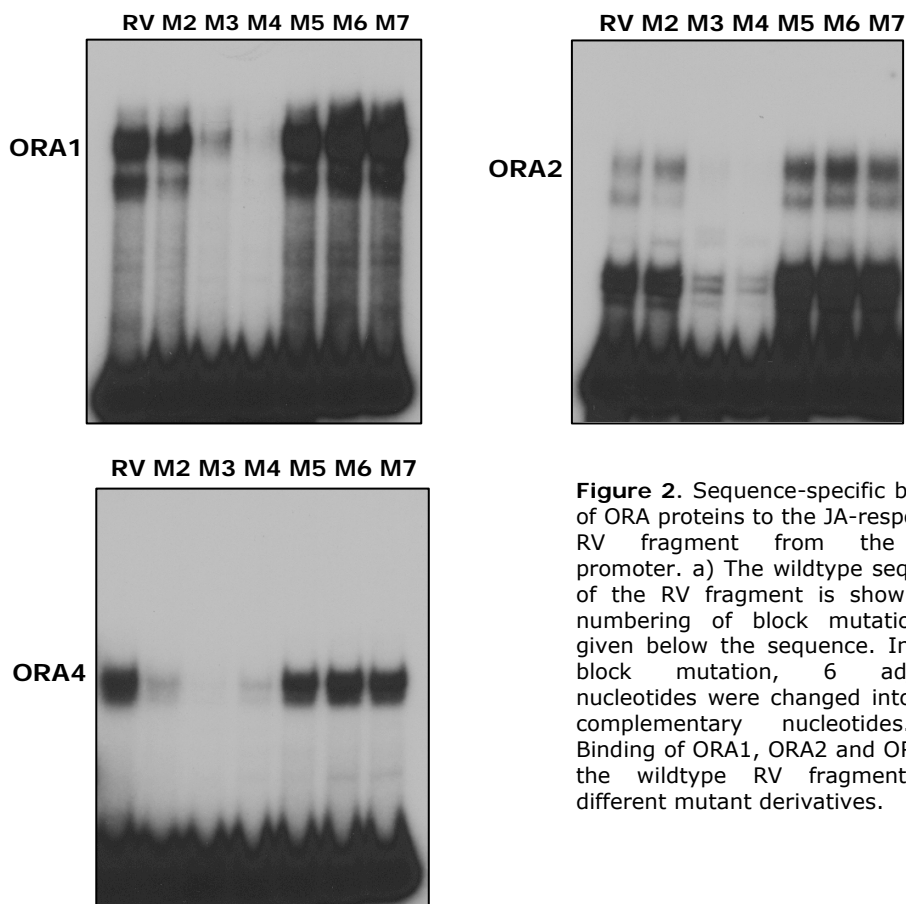 RV M2 M3 M4 M5 M6 M7
ORA1
RV M2 M3 M4 M5 M6 M7
ORA2
RV M2 M3 M4 M5 M6 M7
ORA4
Figure 2. Sequence-specific b
of ORA proteins to the JA-resp
RV fragment from the
promoter. a) The wildtype seq
of the RV fragment is show
numbering of block mutatio
given below the sequence. In
block mutation, 6 ad
nucleotides were changed into
complementary nucleotides.
Binding of ORA1, ORA2 and O
the wildtype RV fragment
different mutant derivatives.